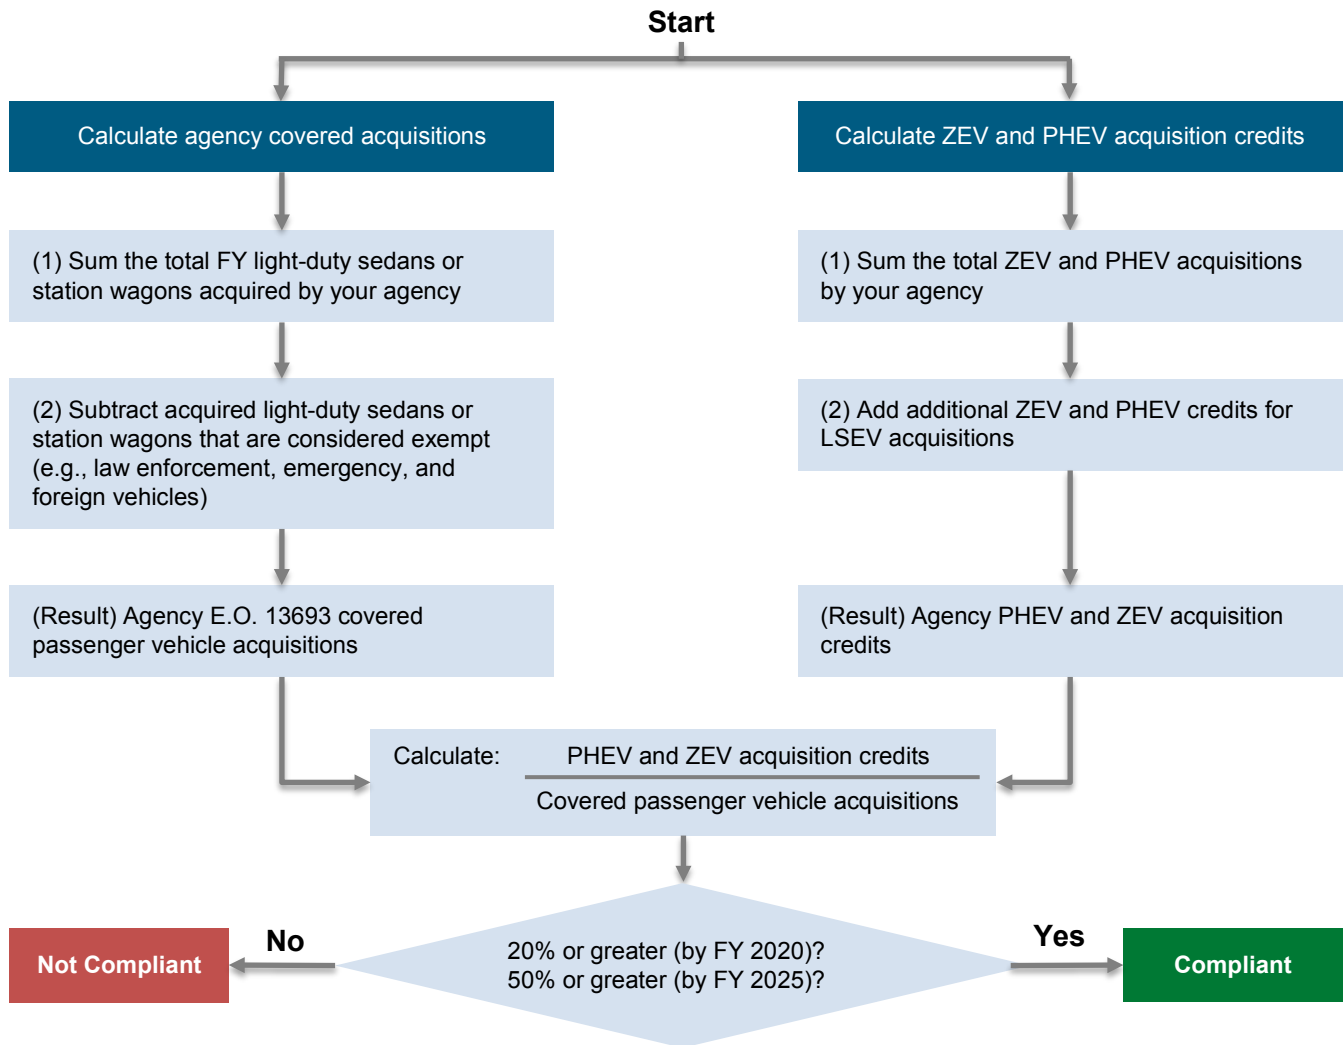 Start
Calculate agency covered acquisitions
Calculate ZEV and PHEV acquisition credits
(1) Sum the total FY light-duty sedans or
station wagons acquired by your agency
(1) Sum the total ZEV and PHEV acquisitions
by your agency
(2) Subtract acquired light-duty sedans or
station wagons that are considered exempt
(e.g., law enforcement, emergency, and
foreign vehicles)
(2) Add additional ZEV and PHEV credits for
LSEV acquisitions
(Result) Agency E.O. 13693 covered
passenger vehicle acquisitions
(Result) Agency PHEV and ZEV acquisition
credits
Calculate: PHEV and ZEV acquisition credits
Covered passenger vehicle acquisitions
20% or greater (by FY 2020)?
50% or greater (by FY 2025)?
No
Not Compliant
Yes
Compliant